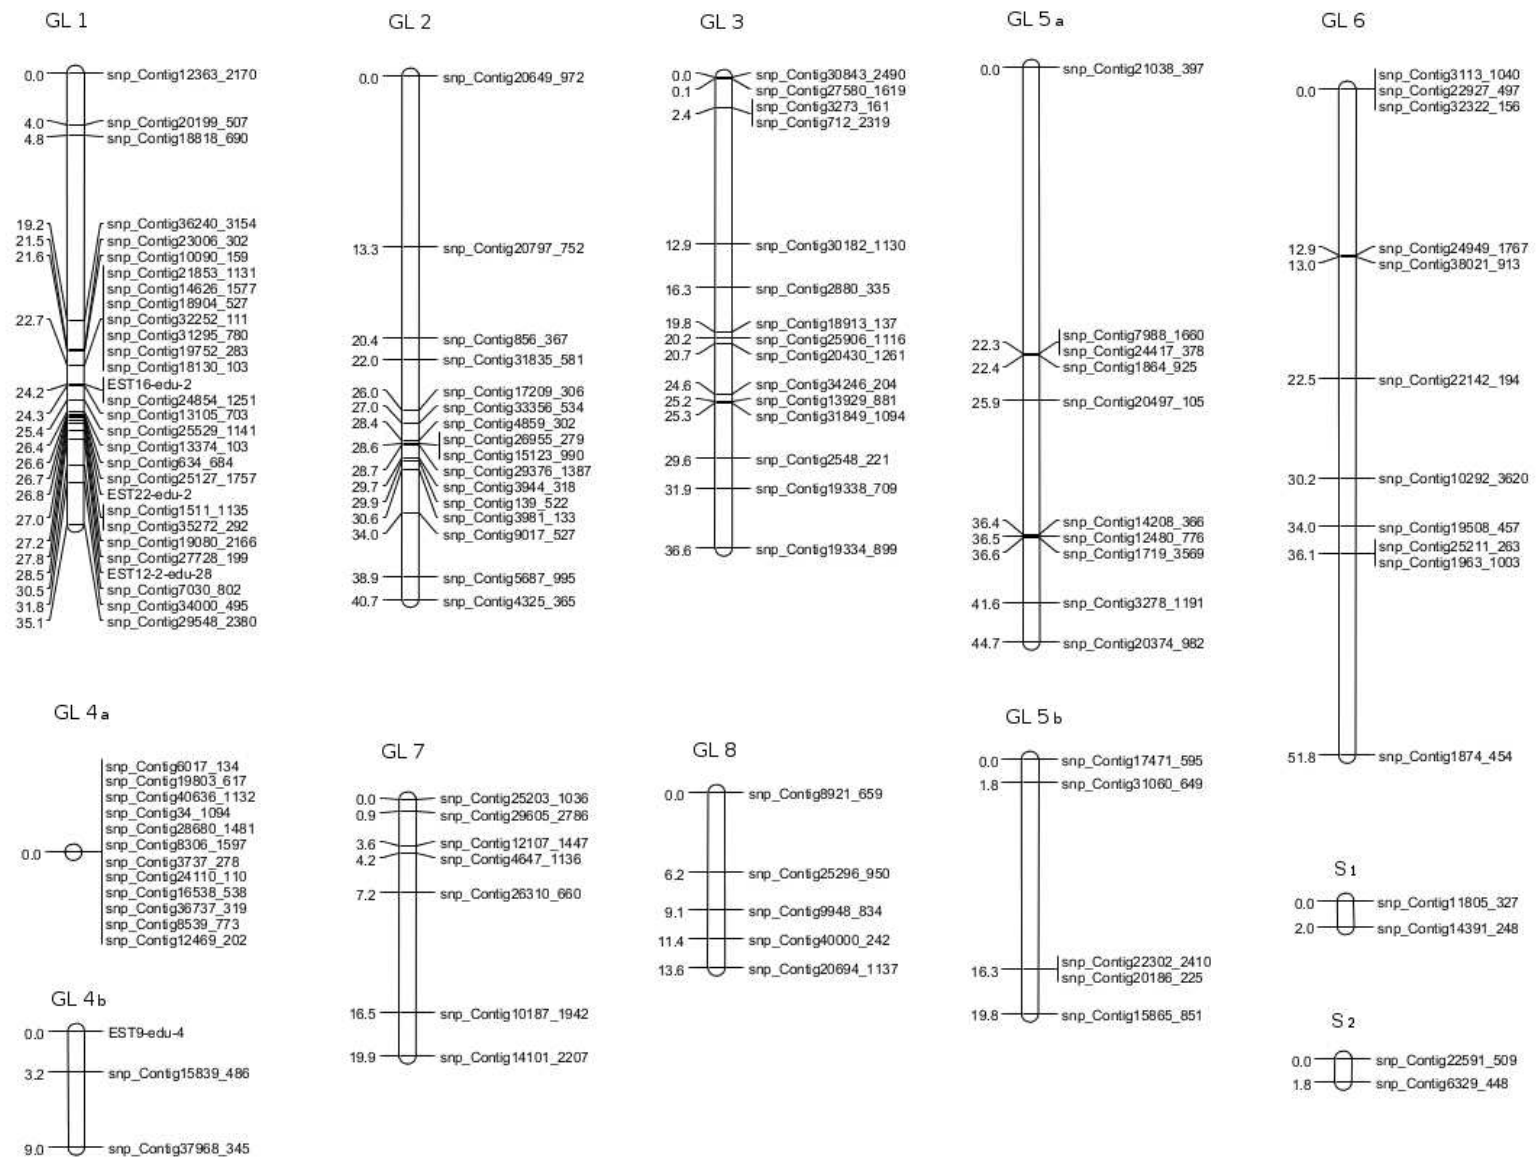 GL 1
0.0 snp_Contig12363_2170
4.0 snp_Contig20199_507
4.8 snp_Contig18818_690
19.2 snp_Contig36240_3154
21.5 snp_Contig23006_302
21.6 snp_Contig10090_159
snp_Contig21853_1131
snp_Contig14626_1577
snp_Contig18904_527
22.7 snp_Contig32252_111
snp_Contig31295_780
snp_Contig19752_283
snp_Contig18130_103
EST16-edu-2
24.2 snp_Contig24854_1251
24.3 snp_Contig13105_703
25.4 snp_Contig25529_1141
26.4 snp_Contig13374_103
26.6 snp_Contig634_684
26.7 snp_Contig25127_1757
26.8 EST22-edu-2
snp_Contig1511_1135
27.0 snp_Contig35272_292
27.2 snp_Contig19080_2166
27.8 snp_Contig27728_199
28.5 EST12-2-edu-28
30.5 snp_Contig7030_802
31.8 snp_Contig34000_495
35.1 snp_Contig29548_2380
GL 2
0.0 snp_Contig20649_972
13.3 snp_Contig20797_752
20.4 snp_Contig856_367
22.0 snp_Contig31835_581
26.0 snp_Contig17209_306
27.0 snp_Contig33356_534
28.4 snp_Contig4859_302
snp_Contig26955_279
28.6 snp_Contig15123_990
28.7 snp_Contig29376_1387
29.7 snp_Contig3944_318
29.9 snp_Contig139_522
30.6 snp_Contig3981_133
34.0 snp_Contig9017_527
38.9 snp_Contig5687_995
40.7 snp_Contig4325_365
GL 3
0.0 snp_Contig30843_2490
0.1 snp_Contig27580_1619
snp_Contig3273_161
2.4 snp_Contig712_2319
12.9 snp_Contig30182_1130
16.3 snp_Contig2880_335
19.8 snp_Contig18913_137
20.2 snp_Contig25906_1116
20.7 snp_Contig20430_1261
24.6 snp_Contig34246_204
25.2 snp_Contig13929_881
25.3 snp_Contig31849_1094
29.6 snp_Contig2548_221
31.9 snp_Contig19338_709
36.6 snp_Contig19334_899
GL 5a
0.0 snp_Contig21038_397
snp_Contig7988_1660
22.3 snp_Contig24417_378
22.4 snp_Contig1864_925
25.9 snp_Contig20497_105
36.4 snp_Contig14208_366
36.5 snp_Contig12480_776
36.6 snp_Contig1719_3569
41.6 snp_Contig3278_1191
44.7 snp_Contig20374_982
GL 6
snp_Contig3113_1040
0.0 snp_Contig22927_497
snp_Contig32322_156
12.9 snp_Contig24949_1767
13.0 snp_Contig38021_913
22.5 snp_Contig22142_194
30.2 snp_Contig10292_3620
34.0 snp_Contig19508_457
snp_Contig25211_263
36.1 snp_Contig1963_1003
51.8 snp_Contig1874_454
GL 4a
snp_Contig6017_134
snp_Contig19803_617
snp_Contig40636_1132
snp_Contig34_1094
snp_Contig28680_1481
snp_Contig8306_1597
0.0 snp_Contig3737_278
snp_Contig24110_110
snp_Contig16538_538
snp_Contig36737_319
snp_Contig8539_773
snp_Contig12469_202
GL 4b
0.0 EST9-edu-4
3.2 snp_Contig15839_486
9.0 snp_Contig37968_345
GL 7
0.0 snp_Contig25203_1036
0.9 snp_Contig29605_2786
3.6 snp_Contig12107_1447
4.2 snp_Contig4647_1136
7.2 snp_Contig26310_660
16.5 snp_Contig10187_1942
19.9 snp_Contig14101_2207
GL 8
0.0 snp_Contig8921_659
6.2 snp_Contig25296_950
9.1 snp_Contig9948_834
11.4 snp_Contig40000_242
13.6 snp_Contig20694_1137
GL 5b
0.0 snp_Contig17471_595
1.8 snp_Contig31060_649
snp_Contig22302_2410
16.3 snp_Contig20186_225
19.8 snp_Contig15865_851
S1
0.0 snp_Contig11805_327
2.0 snp_Contig14391_248
S2
0.0 snp_Contig22591_509
1.8 snp_Contig6329_448